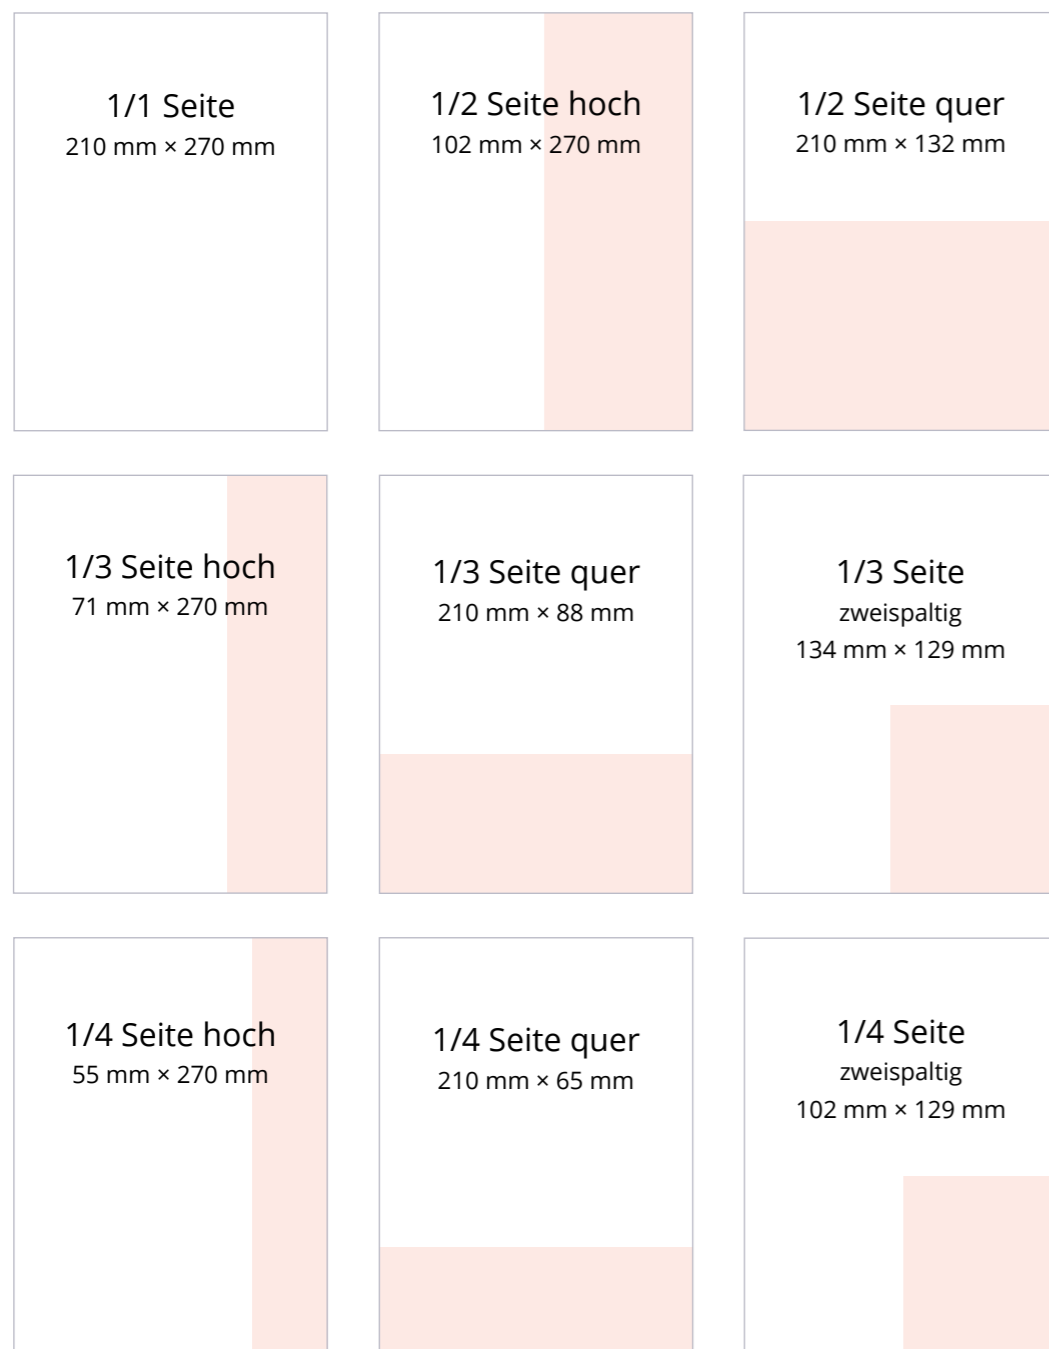 1/1 Seite
210 mm × 270 mm
1/2 Seite hoch
102 mm × 270 mm
1/2 Seite quer
210 mm × 132 mm
1/3 Seite hoch
71 mm × 270 mm
1/3 Seite quer
210 mm × 88 mm
1/3 Seite
zweispaltig
134 mm × 129 mm
1/4 Seite hoch
55 mm × 270 mm
1/4 Seite quer
210 mm × 65 mm
1/4 Seite
zweispaltig
102 mm × 129 mm